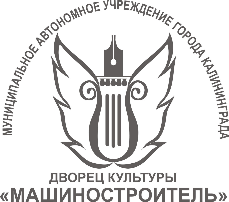 МУНИЦИПАЛЬНОЕ АВТОНОМНОЕ УЧРЕЖДЕНИЕ ГОРОДА КАЛИНИНГРАДА
ДВОРЕЦ КУЛЬТУРЫ
«МАШИНОСТРОИТЕЛЬ»